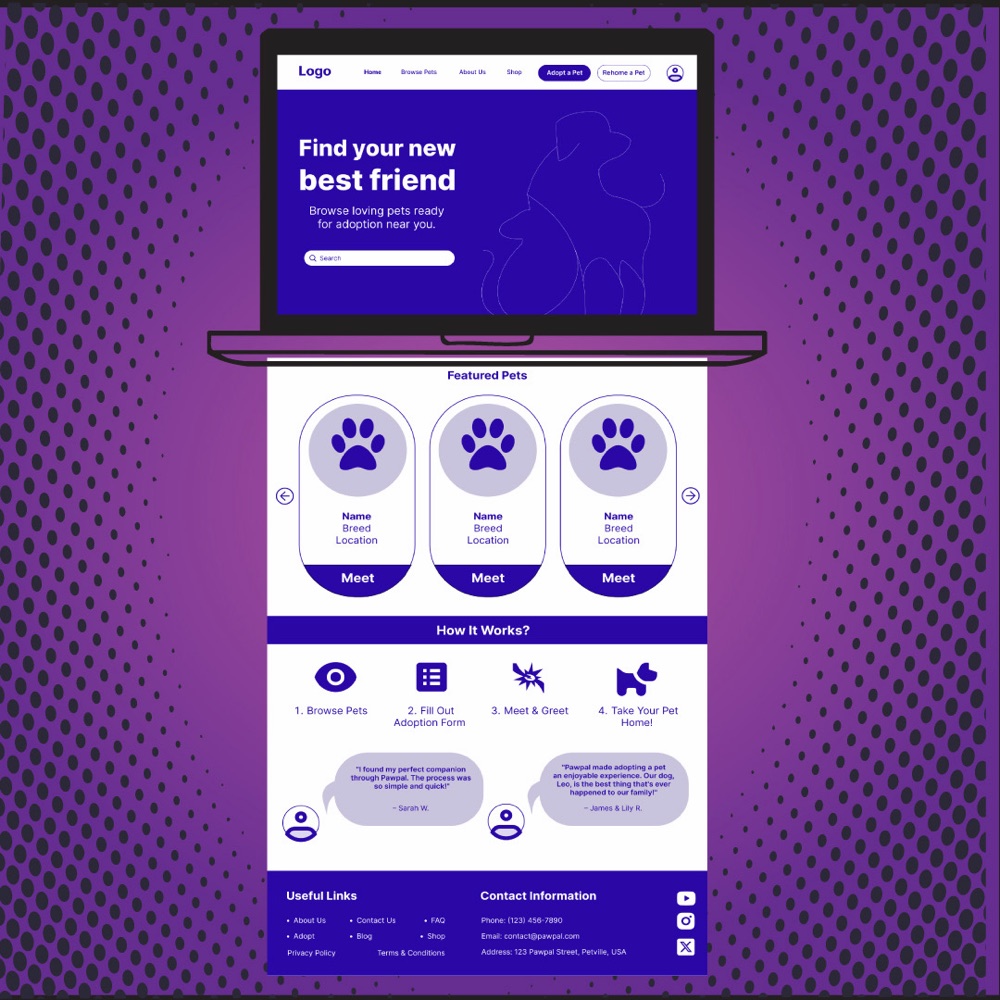 Logo
Home Browse Pets About Us Shop Adopt a Pet Rehome a Pet
Find your new
best friend
Browse loving pets ready
for adoption near you.
Search
Featured Pets
Name
Breed
Location
Meet
Name
Breed
Location
Meet
Name
Breed
Location
Meet
How It Works?
1. Browse Pets
2. Fill Out
Adoption Form
3. Meet & Greet
4. Take Your Pet
Home!
"I found my perfect companion
through Pawpal. The process was
so simple and quick!"
– Sarah W.
"Pawpal made adopting a pet
an enjoyable experience. Our dog,
Leo, is the best thing that's ever
happened to our family!"
– James & Lily R.
Useful Links
• About Us • Contact Us • FAQ
• Adopt • Blog • Shop
Privacy Policy Terms & Conditions
Contact Information
Phone: (123) 456-7890
Email: contact@pawpal.com
Address: 123 Pawpal Street, Petville, USA